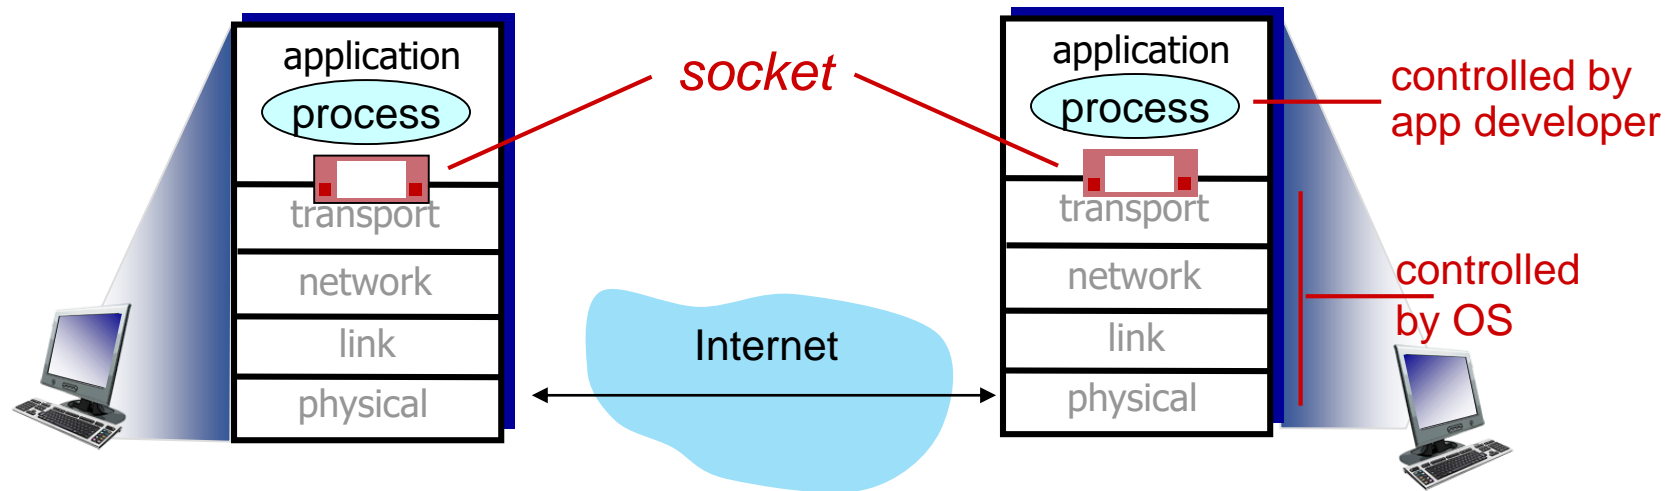 application
process
transport
network
link
physical
socket
Internet
application
process
transport
network
link
physical
controlled by
app developer
controlled
by OS